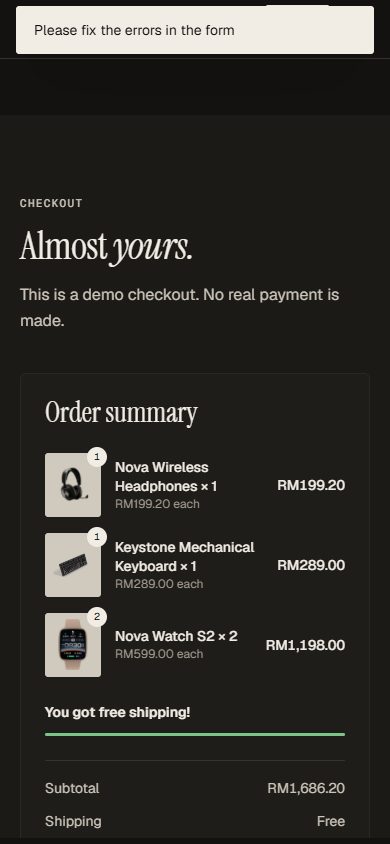 Please fix the errors in the form
CHECKOUT
Almost yours.
This is a demo checkout. No real payment is
made.
Order summary
1
Nova Wireless
Headphones × 1
RM199.20 each
RM199.20
1
Keystone Mechanical
Keyboard × 1
RM289.00 each
RM289.00
2
Nova Watch S2 × 2
RM599.00 each
RM1,198.00
You got free shipping!
Subtotal
RM1,686.20
Shipping
Free